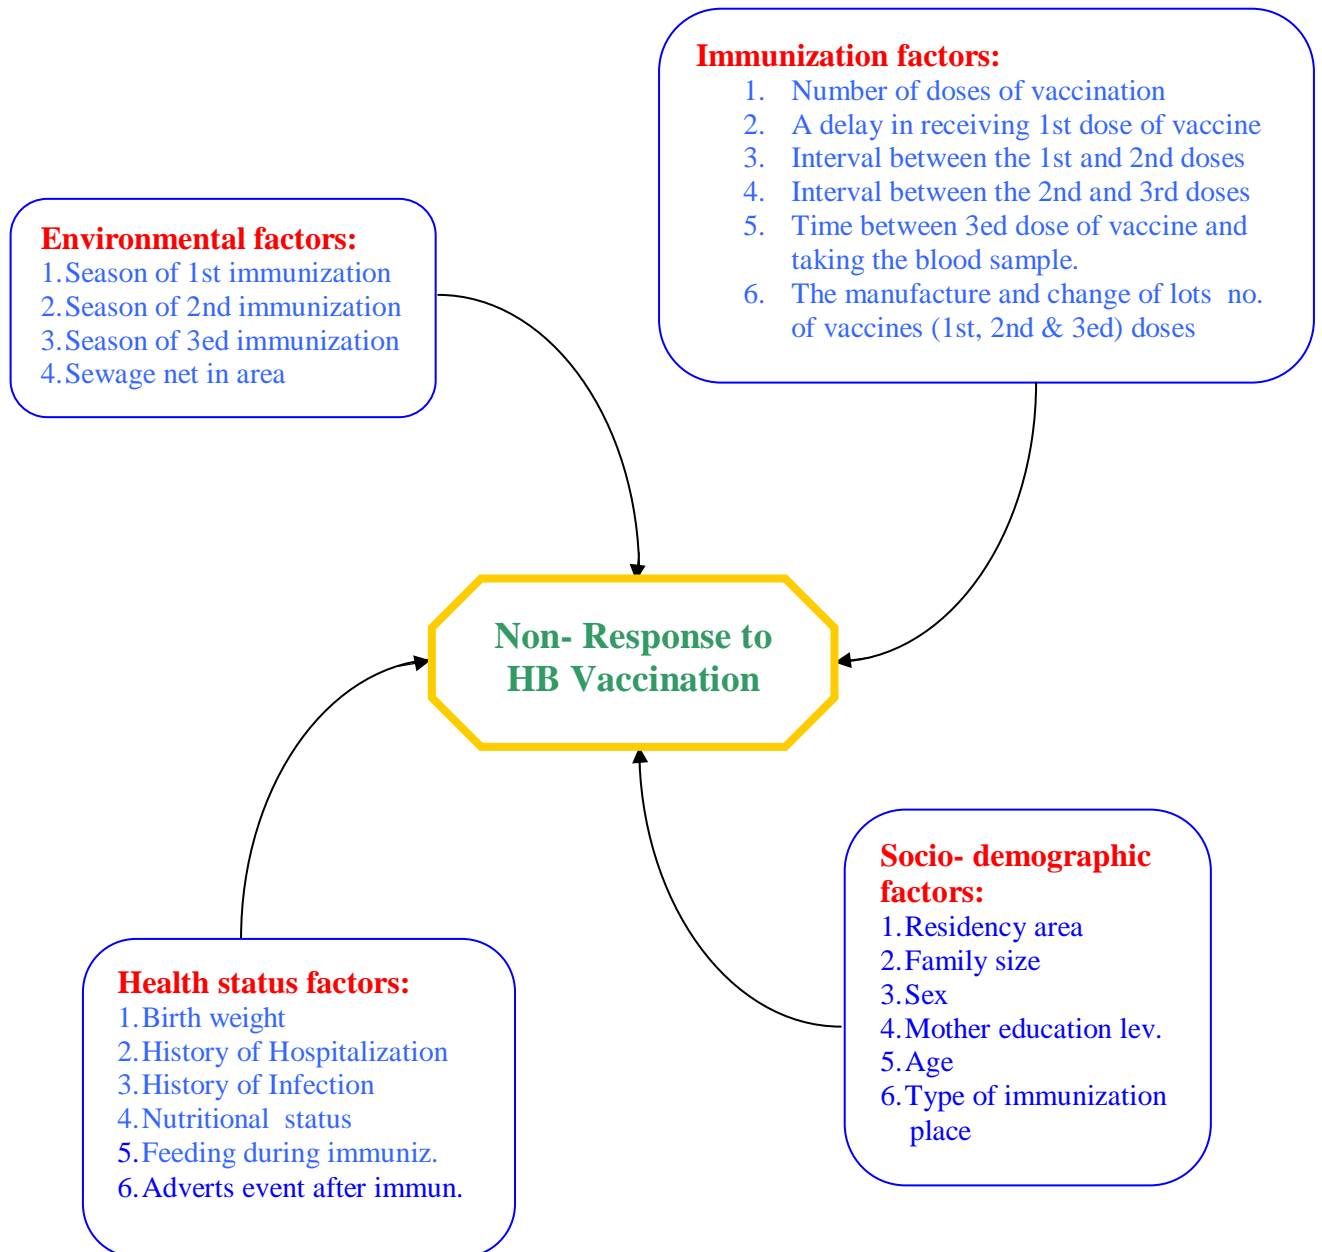 Immunization factors:
1. Number of doses of vaccination
2. A delay in receiving 1st dose of vaccine
3. Interval between the 1st and 2nd doses
4. Interval between the 2nd and 3rd doses
5. Time between 3ed dose of vaccine and
taking the blood sample.
6. The manufacture and change of lots no.
of vaccines (1st, 2nd & 3ed) doses
Environmental factors:
1.Season of 1st immunization
2.Season of 2nd immunization
3.Season of 3ed immunization
4.Sewage net in area
Non- Response to
HB Vaccination
Socio- demographic
factors:
1.Residency area
2.Family size
3.Sex
4.Mother education lev.
5.Age
6.Type of immunization
place
Health status factors:
1.Birth weight
2.History of Hospitalization
3.History of Infection
4.Nutritional status
5.Feeding during immuniz.
6.Adverts event after immun.